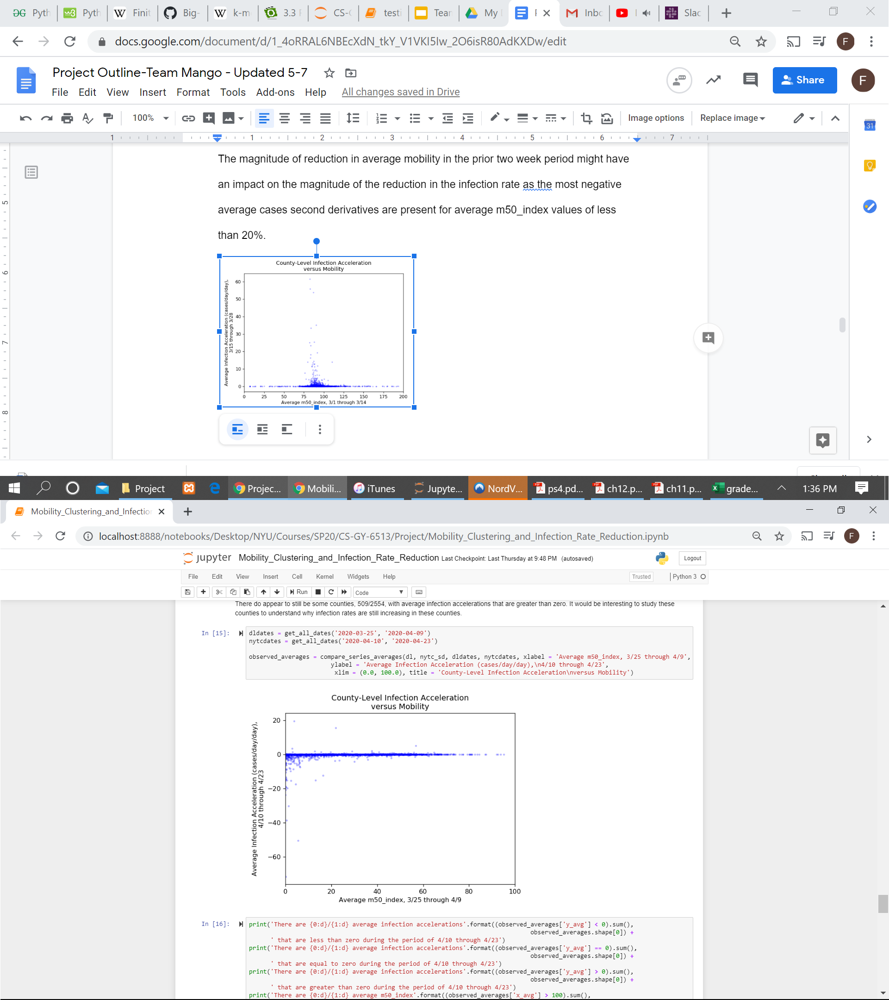 Pyth
Pyth
Finit
Big-
k-m
3.3 F
CS-
testi
Tean
My
Inbc
Slac
docs.google.com/document/d/1_4oRRAL6NBEcXdN_tkY_V1VKI5Iw_2O6isR80AdKXDw/edit
Project Outline-Team Mango - Updated 5-7
Share
F
File Edit View Insert Format Tools Add-ons Help All changes saved in Drive
100% Image options Replace image
1 1 2 3 4 5 6 7
The magnitude of reduction in average mobility in the prior two week period might have
an impact on the magnitude of the reduction in the infection rate as the most negative
average cases second derivatives are present for average m50_index values of less
than 20%.
County-Level Infection Acceleration
versus Mobility
Average Infection Acceleration (cases/day/day),
3/15 through 3/28
60
50
40
30
20
10
0
0 25 50 75 100 125 150 175 200
Average m50_index, 3/1 through 3/14
5
6
7
8
31
Project Projec... Mobili... iTunes Jupyte... NordV... ps4.pd... ch12.p... ch11.p... grade... 1:36 PM
Mobility_Clustering_and_Infectio
localhost:8888/notebooks/Desktop/NYU/Courses/SP20/CS-GY-6513/Project/Mobility_Clustering_and_Infection_Rate_Reduction.ipynb
F
jupyter Mobility_Clustering_and_Infection_Rate_Reduction Last Checkpoint: Last Thursday at 9:48 PM (autosaved)
Logout
File Edit View Insert Cell Kernel Widgets Help Trusted Python 3
Run Code
There do appear to still be some counties, 509/2554, with average infection accelerations that are greater than zero. It would be interesting to study these
counties to understand why infection rates are still increasing in these counties.
In [15]:
dldates = get_all_dates('2020-03-25', '2020-04-09')
nytcdates = get_all_dates('2020-04-10', '2020-04-23')
observed_averages = compare_series_averages(dl, nytc_sd, dldates, nytcdates, xlabel = 'Average m50_index, 3/25 through 4/9',
ylabel = 'Average Infection Acceleration (cases/day/day),\n4/10 through 4/23',
xlim = (0.0, 100.0), title = 'County-Level Infection Acceleration\nversus Mobility')
County-Level Infection Acceleration
versus Mobility
Average Infection Acceleration (cases/day/day),
4/10 through 4/23
20
0
−20
−40
−60
0 20 40 60 80 100
Average m50_index, 3/25 through 4/9
In [16]:
print('There are {0:d}/{1:d} average infection accelerations'.format((observed_averages['y_avg'] < 0).sum(),
observed_averages.shape[0]) +
' that are less than zero during the period of 4/10 through 4/23')
print('There are {0:d}/{1:d} average infection accelerations'.format((observed_averages['y_avg'] == 0).sum(),
observed_averages.shape[0]) +
' that are equal to zero during the period of 4/10 through 4/23')
print('There are {0:d}/{1:d} average infection accelerations'.format((observed_averages['y_avg'] > 0).sum(),
observed_averages.shape[0]) +
' that are greater than zero during the period of 4/10 through 4/23')
print('There are {0:d}/{1:d} average m50_index'.format((observed_averages['x_avg'] > 100).sum(),